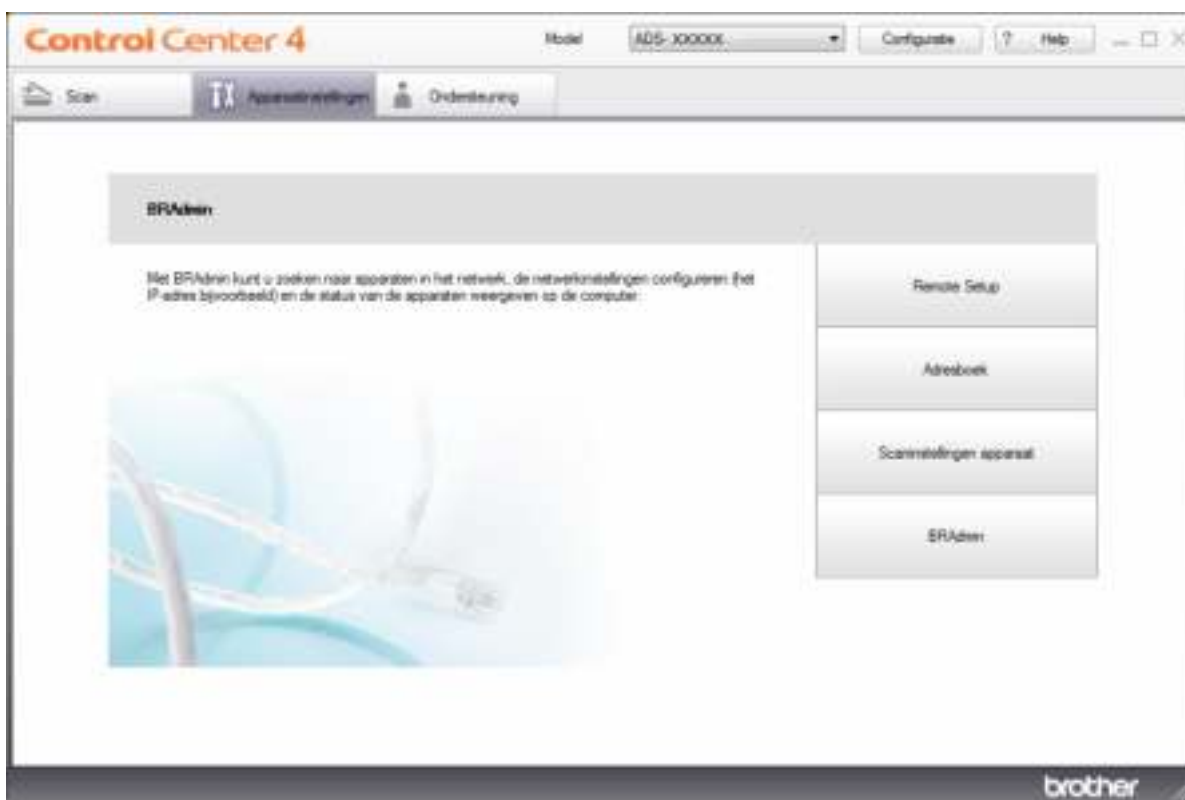 Control Center 4
Model
ADS- XXXXXX
Configuratie
? Help
Scan
Apparaatinstellingen
Ondersteuning
BRAdmin
Met BRAdmin kunt u zoeken naar apparaten in het netwerk, de netwerkinstellingen configureren (het
IP-adres bijvoorbeeld) en de status van de apparaten weergeven op de computer.
Remote Setup
Adresboek
Scaninstellingen apparaat
BRAdmin
brother